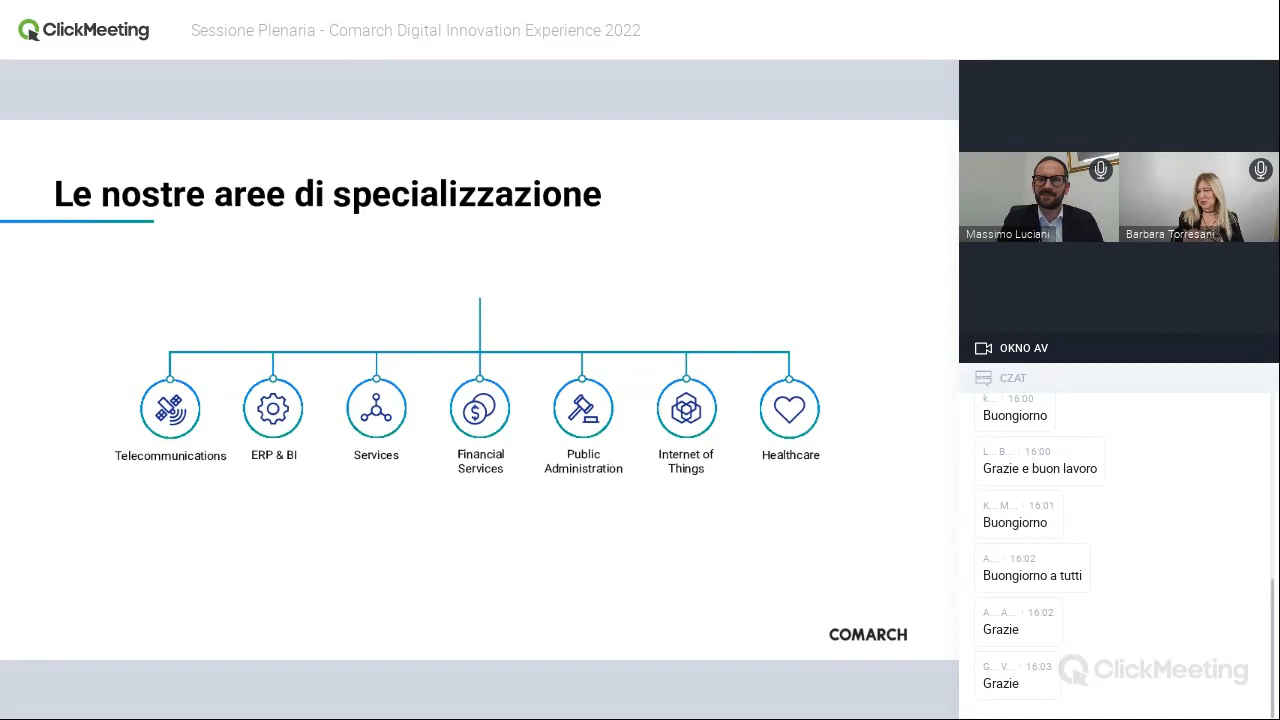 ClickMeeting
Sessione Plenaria - Comarch Digital Innovation Experience 2022
Le nostre aree di specializzazione
Telecommunications
ERP & BI
Services
Financial
Services
Public
Administration
Internet of
Things
Healthcare
COMARCH
Massimo Luciani
Barbara Torresani
OKNO AV
CZAT
k... 16:00
Buongiorno
L... B... 16:00
Grazie e buon lavoro
K... M... 16:01
Buongiorno
A... 16:02
Buongiorno a tutti
A... A... 16:02
Grazie
G... V... 16:03
Grazie
ClickMeeting